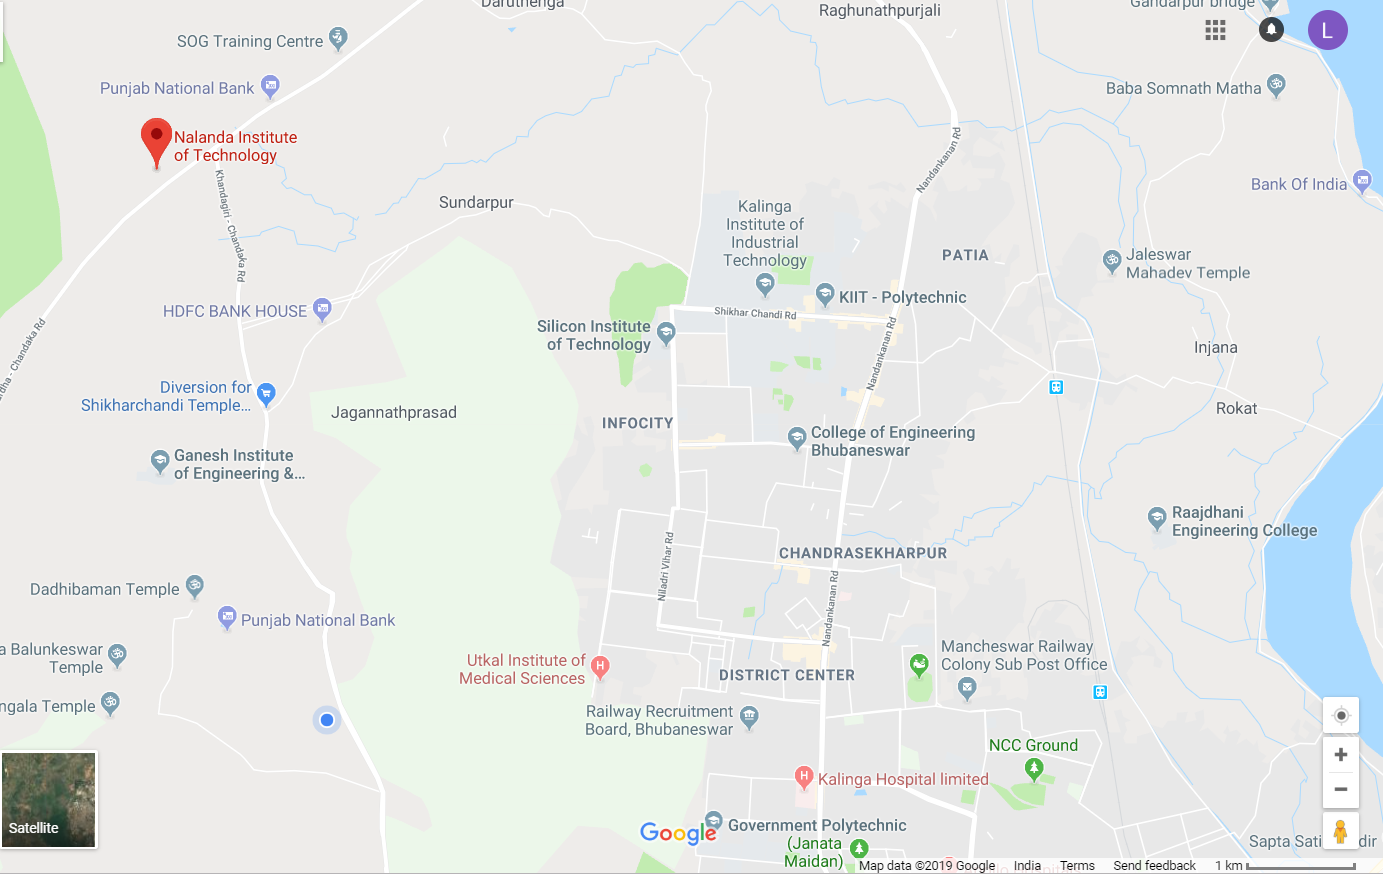 Daruthenga
Raghunathpurjali
Gandarpur bridge
L
SOG Training Centre
Punjab National Bank
Baba Somnath Matha
Nalanda Institute
of Technology
Khandagiri - Chandaka Rd
Nandankanan Rd
Bank Of India
Sundarpur
Kalinga
Institute of
Industrial
Technology
PATIA
Jaleswar
Mahadev Temple
HDFC BANK HOUSE
KIIT - Polytechnic
Shikhar Chandi Rd
Silicon Institute
of Technology
Chandaka Rd
Nandankanan Rd
Injana
Diversion for
Shikharchandi Temple...
Jagannathprasad
Rokat
INFOCITY
College of Engineering
Bhubaneswar
Ganesh Institute
of Engineering &...
Raajdhani
Engineering College
CHANDRASEKHARPUR
Niladri Vihar Rd
Nandankanan Rd
Dadhibaman Temple
Punjab National Bank
a Balunkeswar
Temple
Utkal Institute of
Medical Sciences
H
Mancheswar Railway
Colony Sub Post Office
DISTRICT CENTER
ngala Temple
Railway Recruitment
Board, Bhubaneswar
NCC Ground
H
Kalinga Hospital limited
Satellite
Google
Government Polytechnic
(Janata
Maidan)
Map data ©2019 Google
India
Terms
Send feedback
1 km